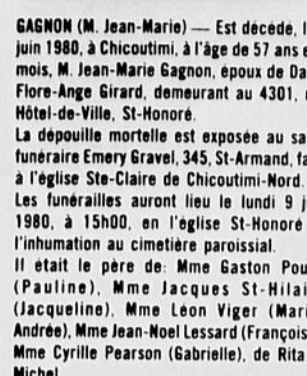 GAGNON (M. Jean-Marie) — Est décédé, l
juin 1980, à Chicoutimi, à l'âge de 57 ans e
mois, M. Jean-Marie Gagnon, époux de Da
Flore-Ange Girard, demeurant au 4301,
Hôtel-de-Ville, St-Honoré.
La dépouille mortelle est exposée au sa
funéraire Emery Gravel, 345, St-Armand, fa
à l'église Ste-Claire de Chicoutimi-Nord.
Les funérailles auront lieu le lundi 9 j
1980, à 15h00, en l'église St-Honoré
l'inhumation au cimetière paroissial.
Il était le père de: Mme Gaston Pou
(Pauline), Mme Jacques St-Hilai
(Jacqueline), Mme Léon Viger (Mari
Andrée), Mme Jean-Noel Lessard (François
Mme Cyrille Pearson (Gabrielle), de Rita
Michel